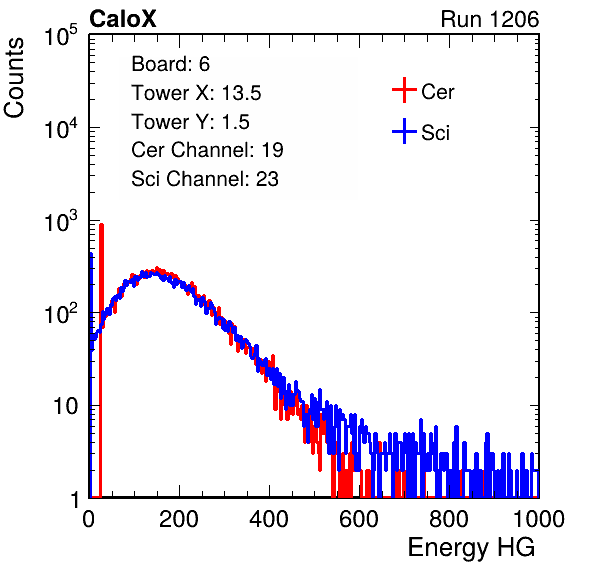 CaloX Run 1206
Counts
10^5
10^4
10^3
10^2
10
1
Board: 6
Tower X: 13.5
Tower Y: 1.5
Cer Channel: 19
Sci Channel: 23
Cer
Sci
0 200 400 600 800 1000
Energy HG